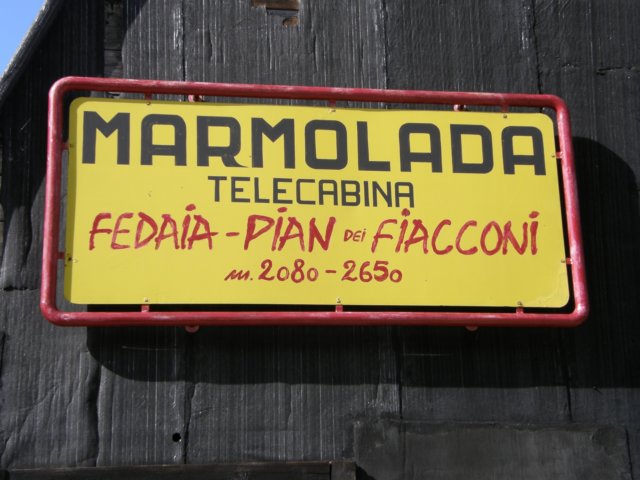 MARMOLADA
TELECABINA
FEDAiA - PiAN DEi FiACCONi
m. 2080 - 2650